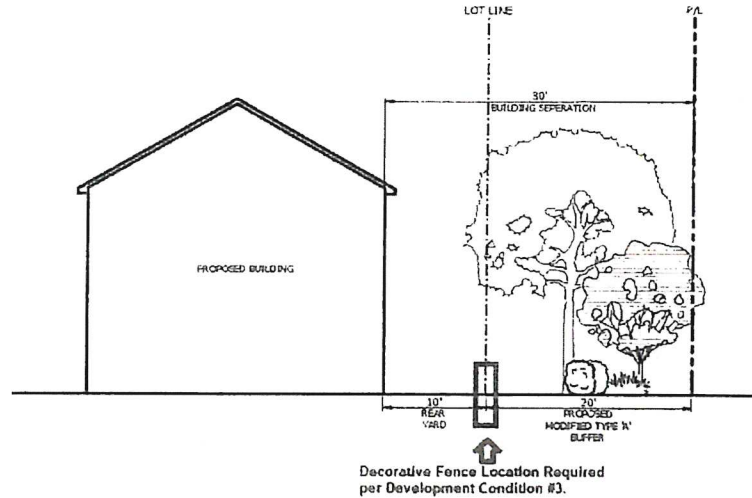 LOT LINE
P/L
30'
BUILDING SEPERATION
PROPOSED BUILDING
10'
REAR
YARD
20'
PROPOSED
MODIFIED TYPE 'A'
BUFFER
Decorative Fence Location Required
per Development Condition #3.